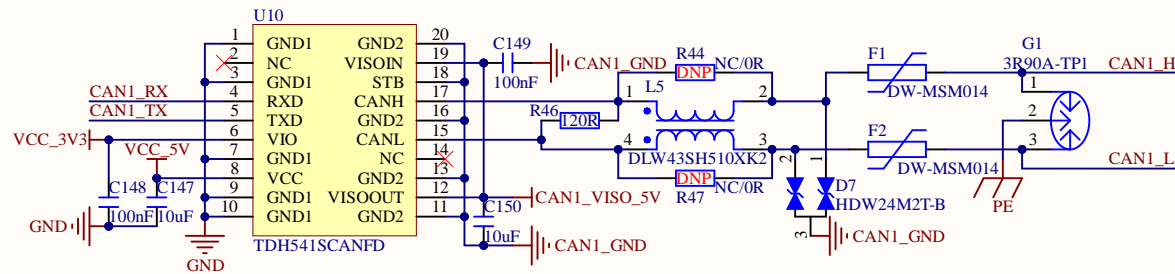 U10
1 GND1 GND2 20
2 NC VISOIN 19
3 GND1 STB 18
4 RXD CANH 17
5 TXD GND2 16
6 VIO CANL 15
7 GND1 NC 14
8 VCC GND2 13
9 GND1 VISOOUT 12
10 GND1 GND2 11
TDH541SCANFD
CAN1_RX
CAN1_TX
VCC_3V3
VCC_5V
C148
100nF
C147
10uF
GND
GND
C149
100nF
CAN1_GND
CAN1_VISO_5V
C150
10uF
CAN1_GND
R46
120R
R44
DNP
NC/0R
L5
1 2
4 3
DLW43SH510XK2
DNP
NC/0R
R47
2 1
D7
HDW24M2T-B
3
CAN1_GND
F1
DW-MSM014
F2
DW-MSM014
G1
3R90A-TP1
1
2
3
PE
CAN1_H
CAN1_L